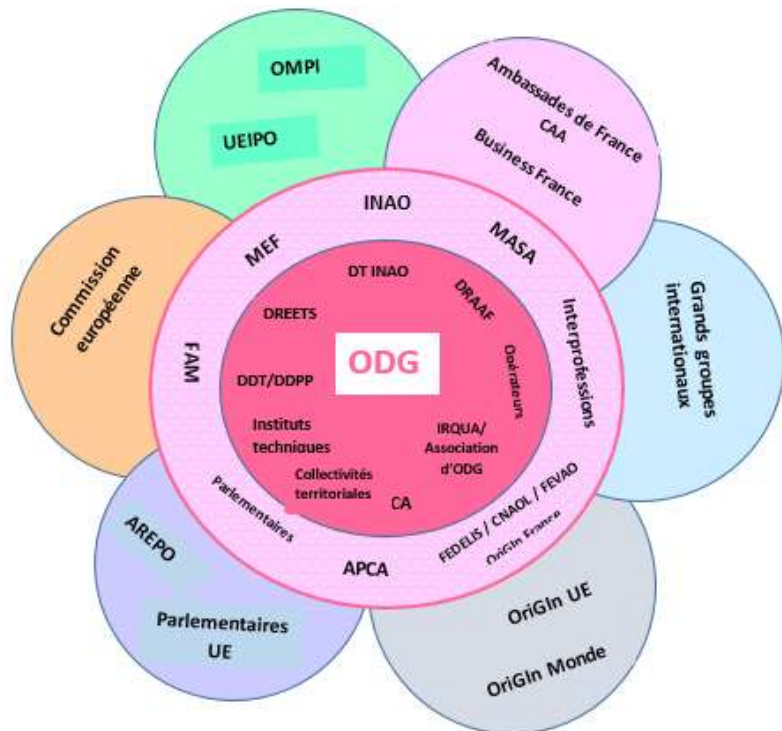 OMPI
UEIPO
Ambassades de France
CAA
Business France
Commission
européenne
Grands groupes
internationaux
INAO
MEF
MASA
FAM
Interprofessions
Parlementaires
APCA
FEDELIS / CNAOL / FEVAO
OriGIn France
DT INAO
DREETS
DRAAF
ODG
DDT/DDPP
Opérateurs
Instituts
techniques
IRQUA/
Association
d'ODG
Collectivités
territoriales
CA
AREPO
Parlementaires
UE
OriGIn UE
OriGIn Monde